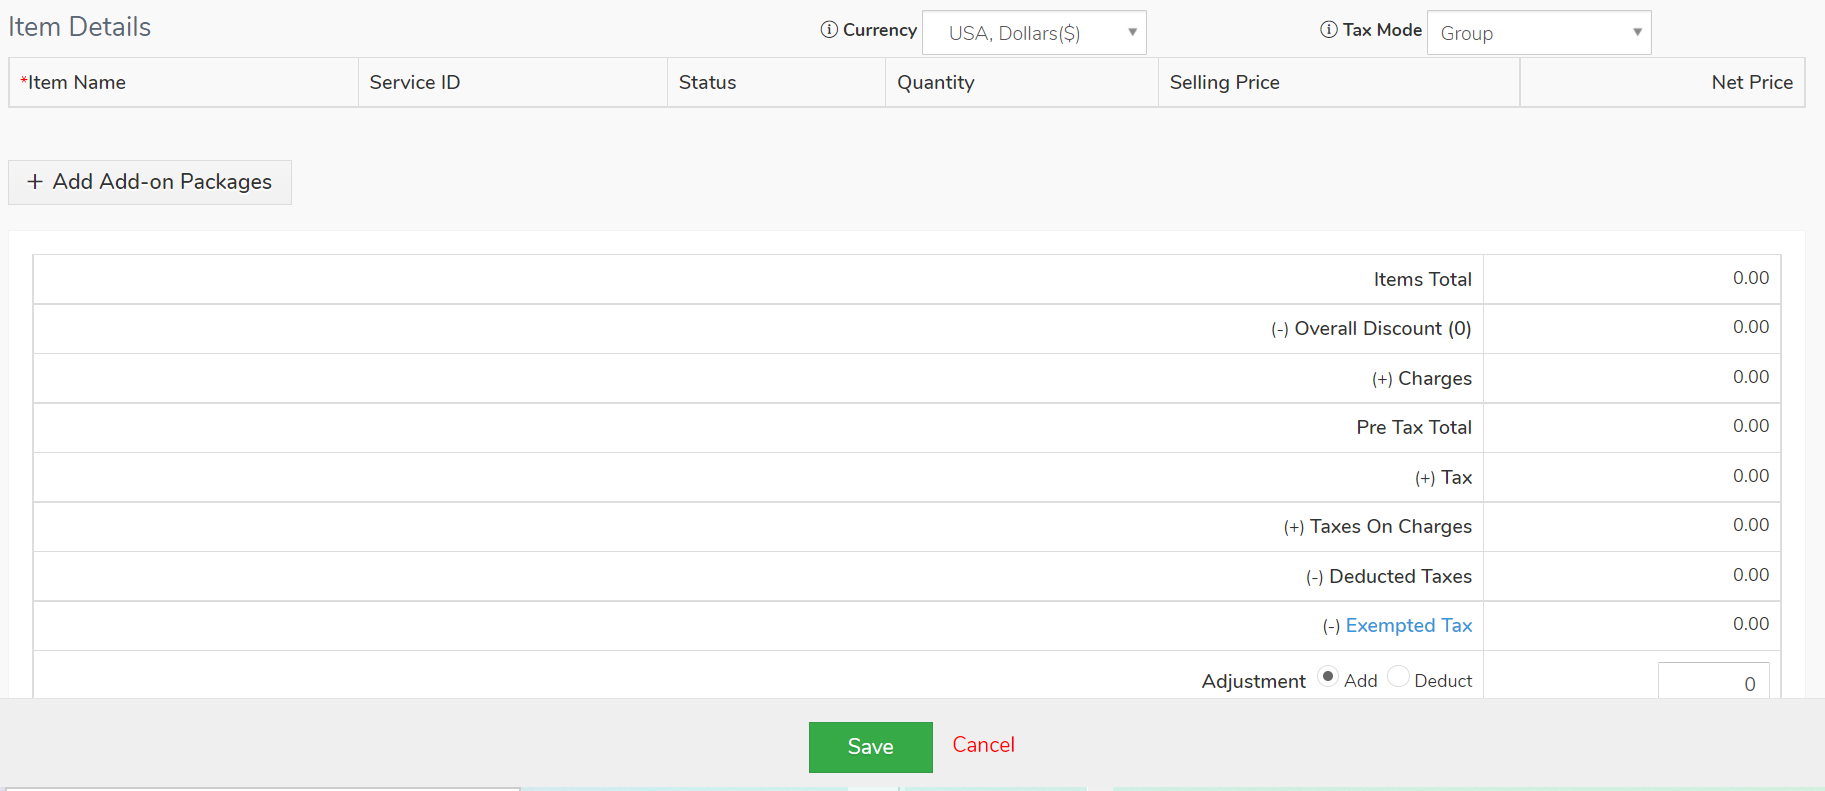 Item Details
Currency USA, Dollars($) Tax Mode Group
*Item Name Service ID Status Quantity Selling Price Net Price
+ Add Add-on Packages
Items Total 0.00
(-) Overall Discount (0) 0.00
(+) Charges 0.00
Pre Tax Total 0.00
(+) Tax 0.00
(+) Taxes On Charges 0.00
(-) Deducted Taxes 0.00
(-) Exempted Tax 0.00
Adjustment Add Deduct 0
Save Cancel